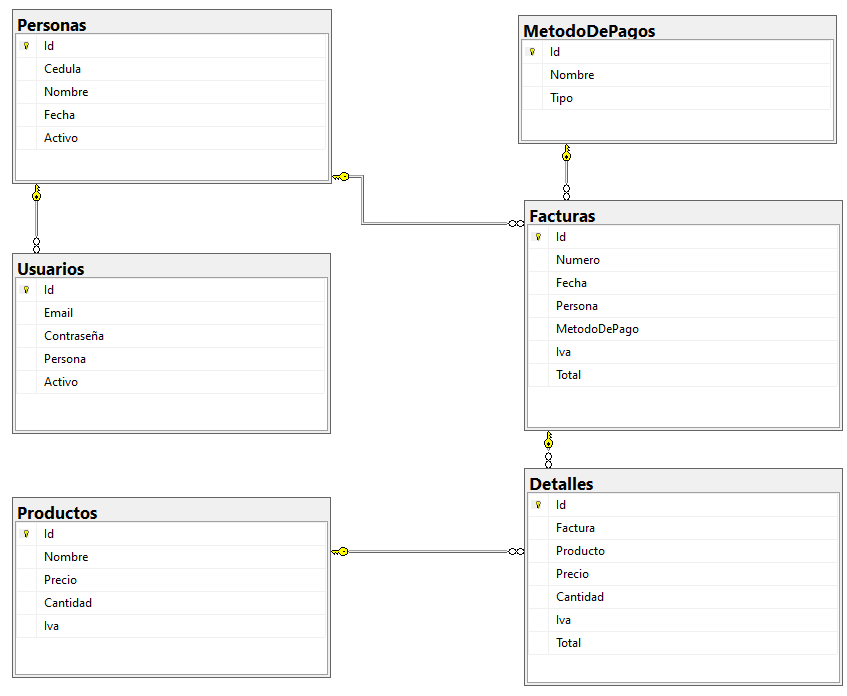 Personas
Id
Cedula
Nombre
Fecha
Activo
MetodoDePagos
Id
Nombre
Tipo
Usuarios
Id
Email
Contraseña
Persona
Activo
Facturas
Id
Numero
Fecha
Persona
MetodoDePago
Iva
Total
Productos
Id
Nombre
Precio
Cantidad
Iva
Detalles
Id
Factura
Producto
Precio
Cantidad
Iva
Total